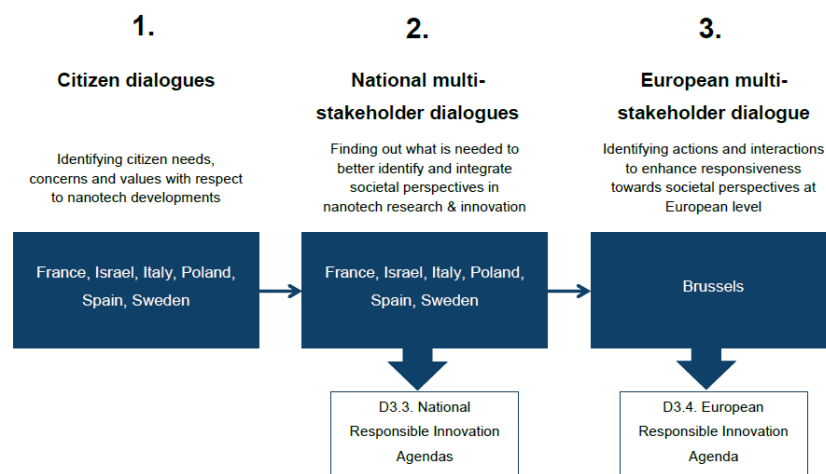 1.
Citizen dialogues
Identifying citizen needs,
concerns and values with respect
to nanotech developments
France, Israel, Italy, Poland,
Spain, Sweden
2.
National multi-
stakeholder dialogues
Finding out what is needed to
better identify and integrate
societal perspectives in
nanotech research & innovation
France, Israel, Italy, Poland,
Spain, Sweden
D3.3. National
Responsible Innovation
Agendas
3.
European multi-
stakeholder dialogue
Identifying actions and interactions
to enhance responsiveness
towards societal perspectives at
European level
Brussels
D3.4. European
Responsible Innovation
Agenda